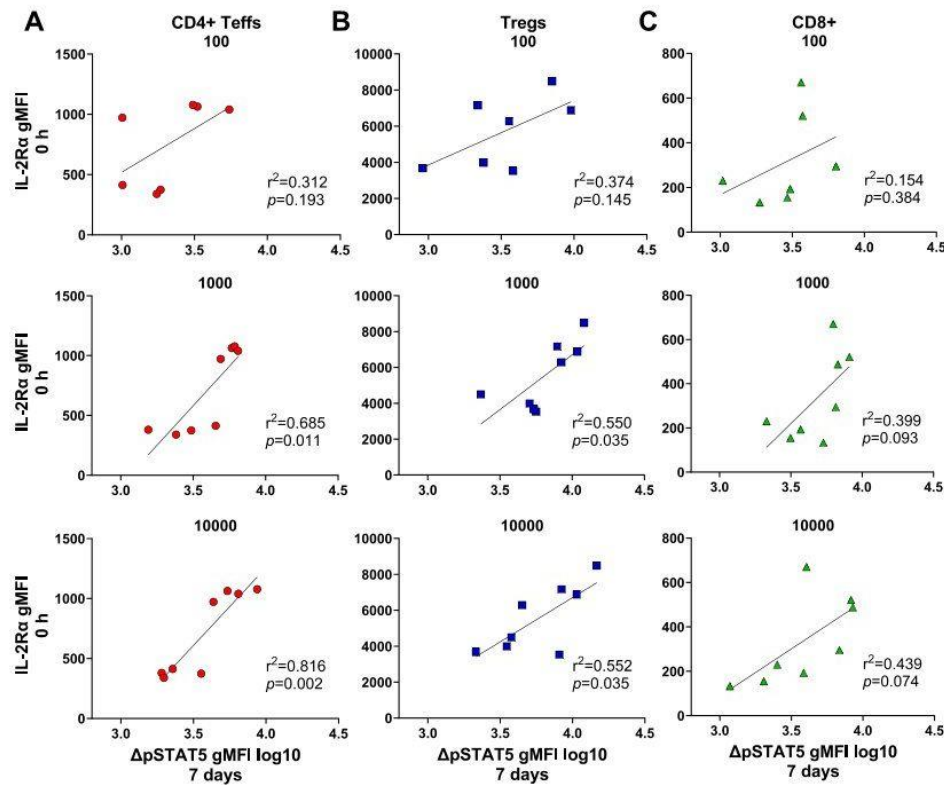 A CD4+ Teffs B Tregs C CD8+
100 100 100
IL-2Rα gMFI
0 h
1500
1000
500
0
3.0 3.5 4.0 4.5
r²=0.312
p=0.193
10000
8000
6000
4000
2000
0
3.0 3.5 4.0 4.5
r²=0.374
p=0.145
800
600
400
200
0
3.0 3.5 4.0 4.5
r²=0.154
p=0.384
1000 1000 1000
IL-2Rα gMFI
0 h
1500
1000
500
0
3.0 3.5 4.0 4.5
r²=0.685
p=0.011
10000
8000
6000
4000
2000
0
3.0 3.5 4.0 4.5
r²=0.550
p=0.035
800
600
400
200
0
3.0 3.5 4.0 4.5
r²=0.399
p=0.093
10000 10000 10000
IL-2Rα gMFI
0 h
1500
1000
500
0
3.0 3.5 4.0 4.5
r²=0.816
p=0.002
ΔpSTAT5 gMFI log10
7 days
10000
8000
6000
4000
2000
0
3.0 3.5 4.0 4.5
r²=0.552
p=0.035
ΔpSTAT5 gMFI log10
7 days
800
600
400
200
0
3.0 3.5 4.0 4.5
r²=0.439
p=0.074
ΔpSTAT5 gMFI log10
7 days